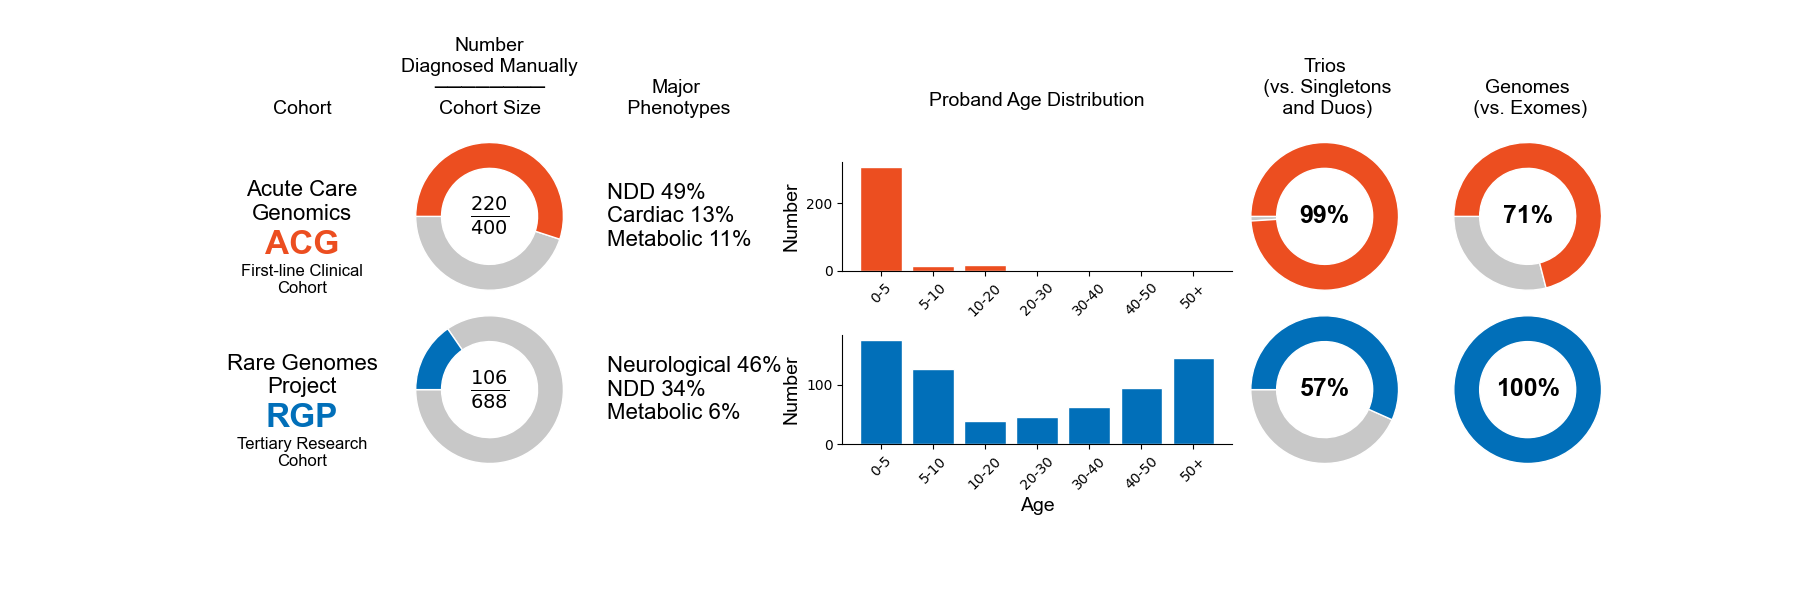 Number
Diagnosed Manually
Cohort Size
Cohort
Major
Phenotypes
Proband Age Distribution
Trios
(vs. Singletons
and Duos)
Genomes
(vs. Exomes)
Acute Care
Genomics
ACG
First-line Clinical
Cohort
220
400
NDD 49%
Cardiac 13%
Metabolic 11%
Number
200
0
0-5
5-10
10-20
20-30
30-40
40-50
50+
99%
71%
Rare Genomes
Project
RGP
Tertiary Research
Cohort
106
688
Neurological 46%
NDD 34%
Metabolic 6%
Number
100
0
0-5
5-10
10-20
20-30
30-40
40-50
50+
Age
57%
100%